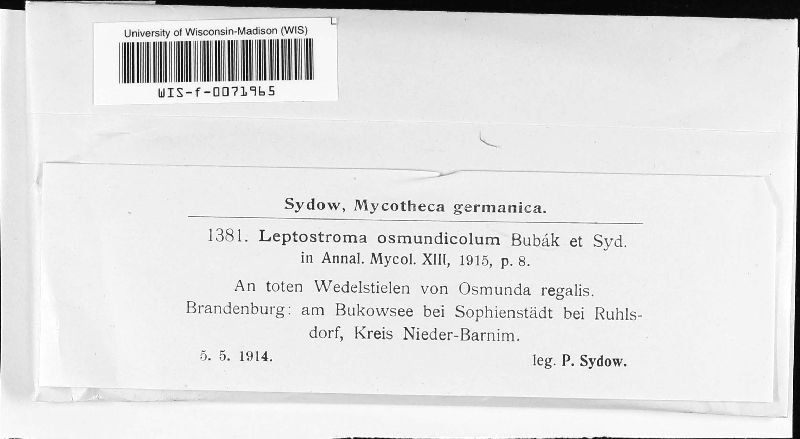 University of Wisconsin-Madison (WIS)
WIS-f-0071965
Sydow, Mycotheca germanica.
1381. Leptostroma osmundicolum Bubák et Syd.
in Annal. Mycol. XIII, 1915, p. 8.
An toten Wedelstielen von Osmunda regalis.
Brandenburg: am Bukowsee bei Sophienstädt bei Ruhls-
dorf, Kreis Nieder-Barnim.
5. 5. 1914. leg. P. Sydow.